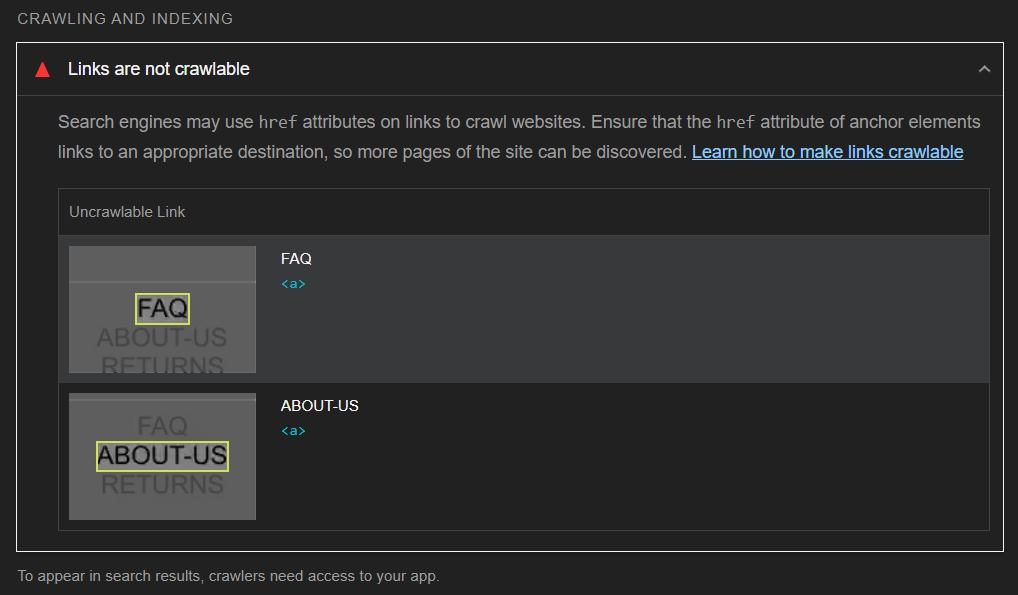 CRAWLING AND INDEXING
Links are not crawlable
Search engines may use href attributes on links to crawl websites. Ensure that the href attribute of anchor elements
links to an appropriate destination, so more pages of the site can be discovered. Learn how to make links crawlable
Uncrawlable Link
FAQ
<a>
FAQ
ABOUT-US
RETURNS
ABOUT-US
<a>
FAQ
ABOUT-US
RETURNS
To appear in search results, crawlers need access to your app.